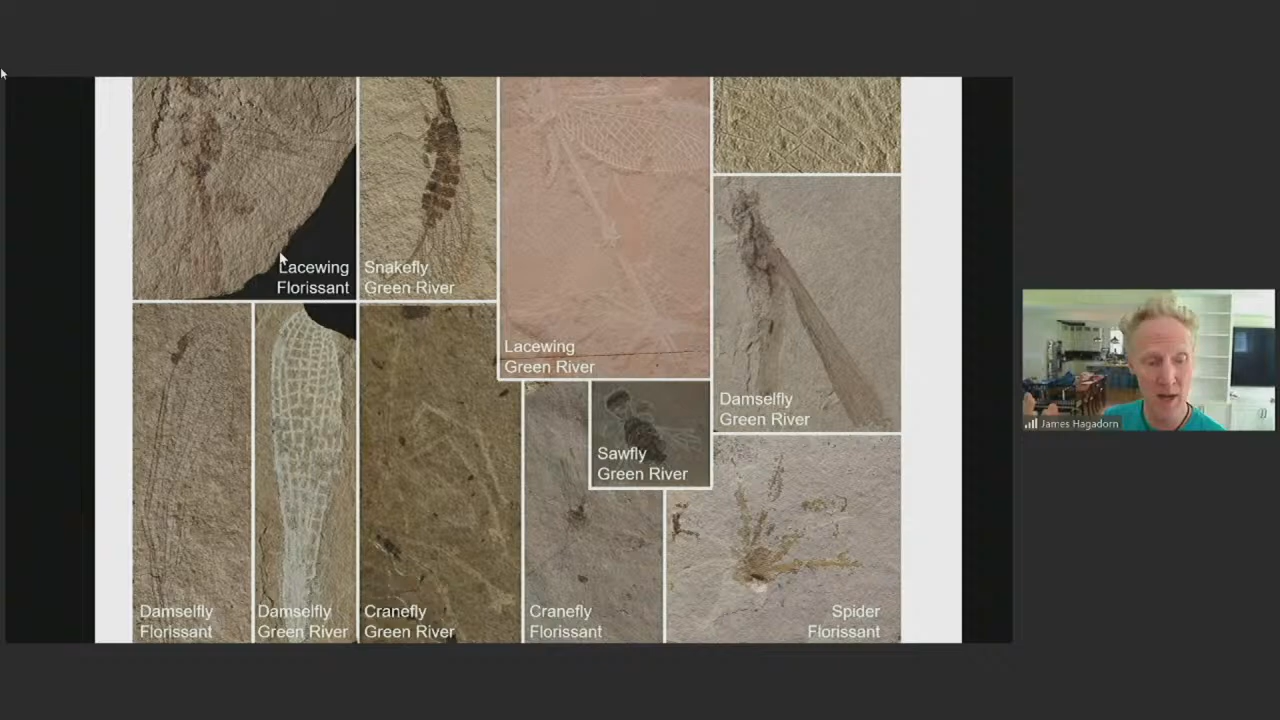 Lacewing
Florissant
Snakefly
Green River
Lacewing
Green River
Damselfly
Green River
Sawfly
Green River
Damselfly
Florissant
Damselfly
Green River
Cranefly
Green River
Cranefly
Florissant
Spider
Florissant
James Hagadorn